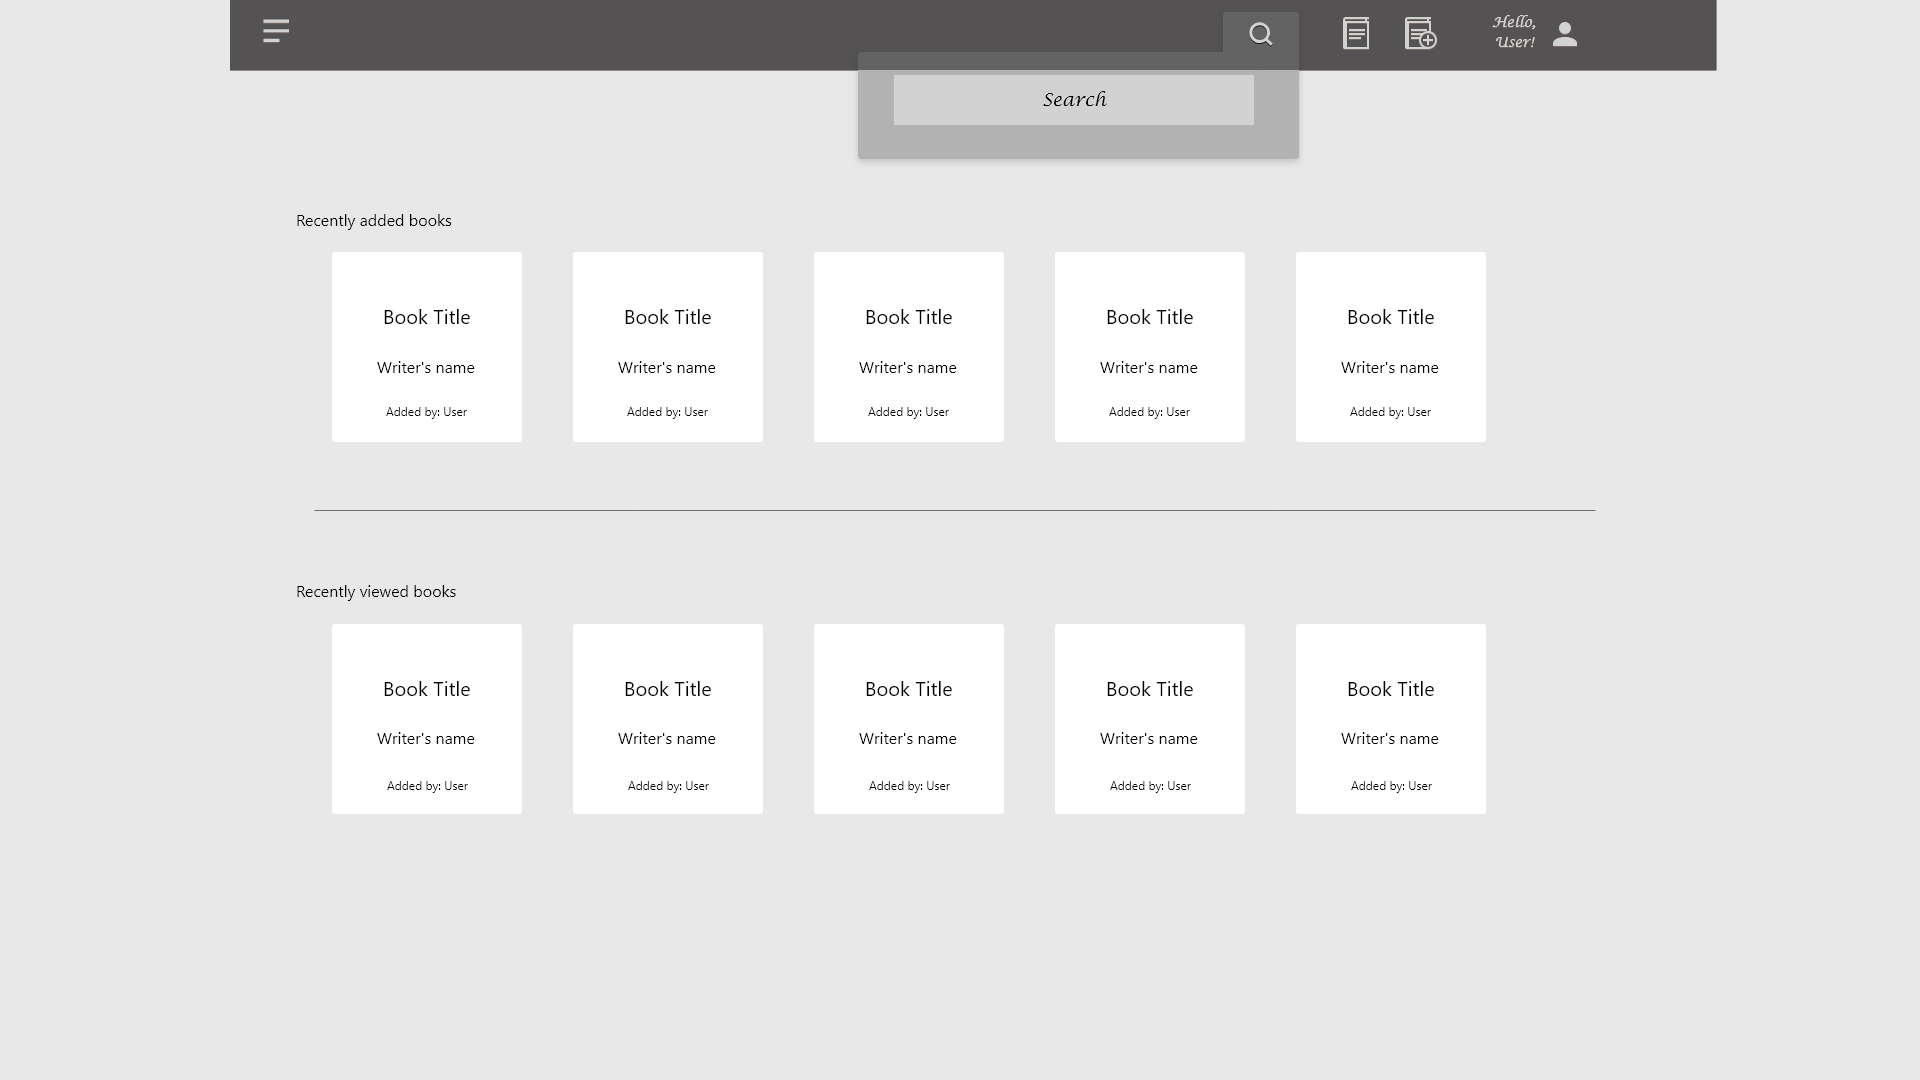 Hello,
User!
Search
Recently added books
Book Title Book Title Book Title Book Title Book Title
Writer's name Writer's name Writer's name Writer's name Writer's name
Added by: User Added by: User Added by: User Added by: User Added by: User
Recently viewed books
Book Title Book Title Book Title Book Title Book Title
Writer's name Writer's name Writer's name Writer's name Writer's name
Added by: User Added by: User Added by: User Added by: User Added by: User